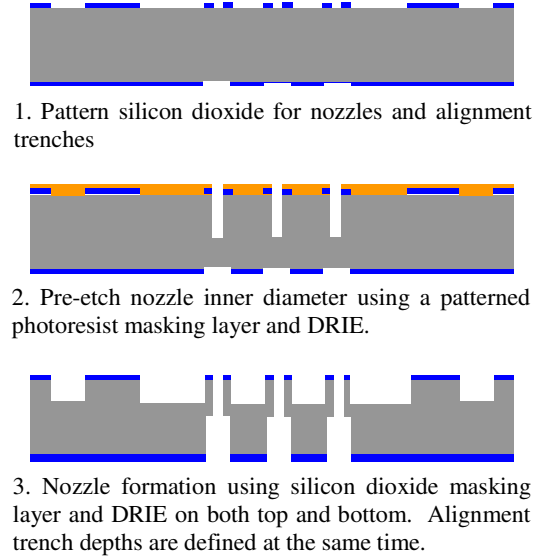 1. Pattern silicon dioxide for nozzles and alignment
trenches
2. Pre-etch nozzle inner diameter using a patterned
photoresist masking layer and DRIE.
3. Nozzle formation using silicon dioxide masking
layer and DRIE on both top and bottom. Alignment
trench depths are defined at the same time.